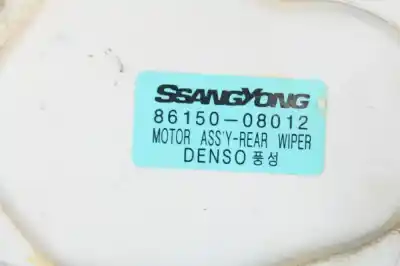 SSANGYONG
86150-08012
MOTOR ASS'Y-REAR WIPER
DENSO 풍성